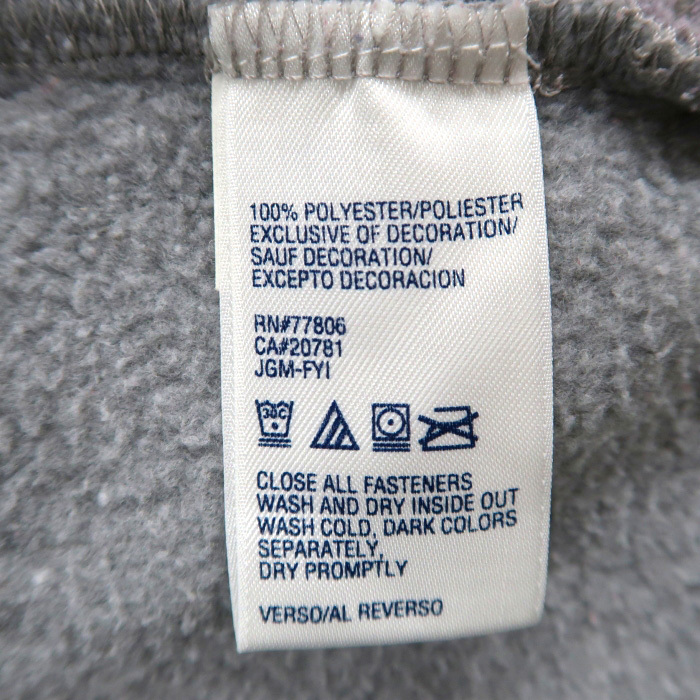 100% POLYESTER/POLIESTER
EXCLUSIVE OF DECORATION/
SAUF DECORATION/
EXCEPTO DECORACION
RN#77806
CA#20781
JGM-FYI
30C
CLOSE ALL FASTENERS
WASH AND DRY INSIDE OUT
WASH COLD, DARK COLORS
SEPARATELY,
DRY PROMPTLY
VERSO/AL REVERSO